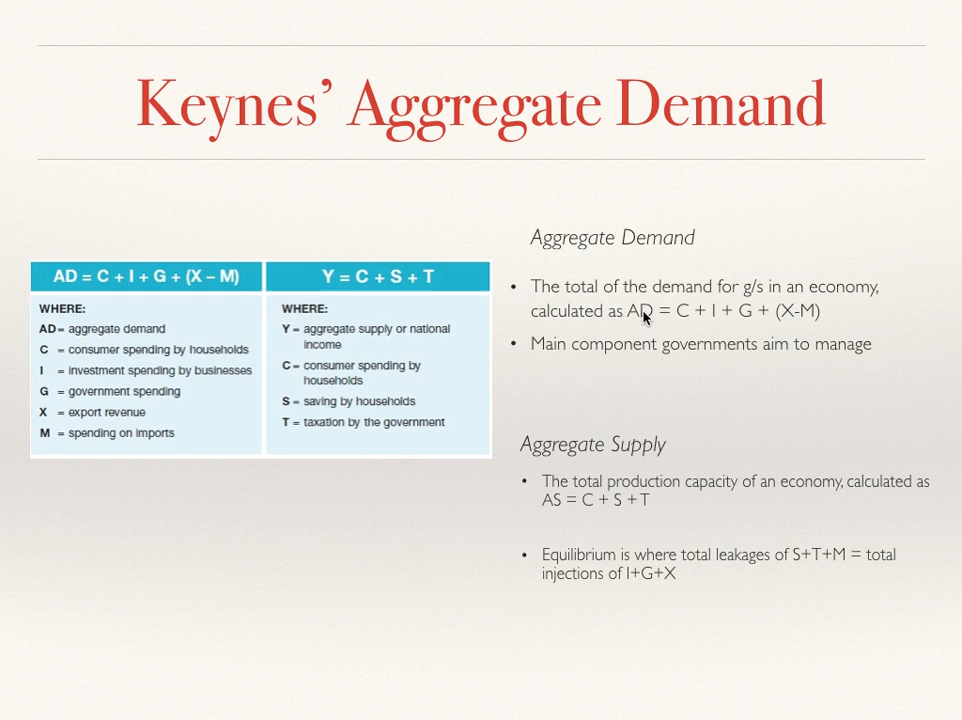 Keynes’ Aggregate Demand
AD = C + I + G + (X – M)
WHERE:
AD = aggregate demand
C = consumer spending by households
I = investment spending by businesses
G = government spending
X = export revenue
M = spending on imports
Y = C + S + T
WHERE:
Y = aggregate supply or national
income
C = consumer spending by
households
S = saving by households
T = taxation by the government
Aggregate Demand
• The total of the demand for g/s in an economy,
calculated as AD = C + I + G + (X-M)
• Main component governments aim to manage
Aggregate Supply
• The total production capacity of an economy, calculated as
AS = C + S + T
• Equilibrium is where total leakages of S+T+M = total
injections of I+G+X